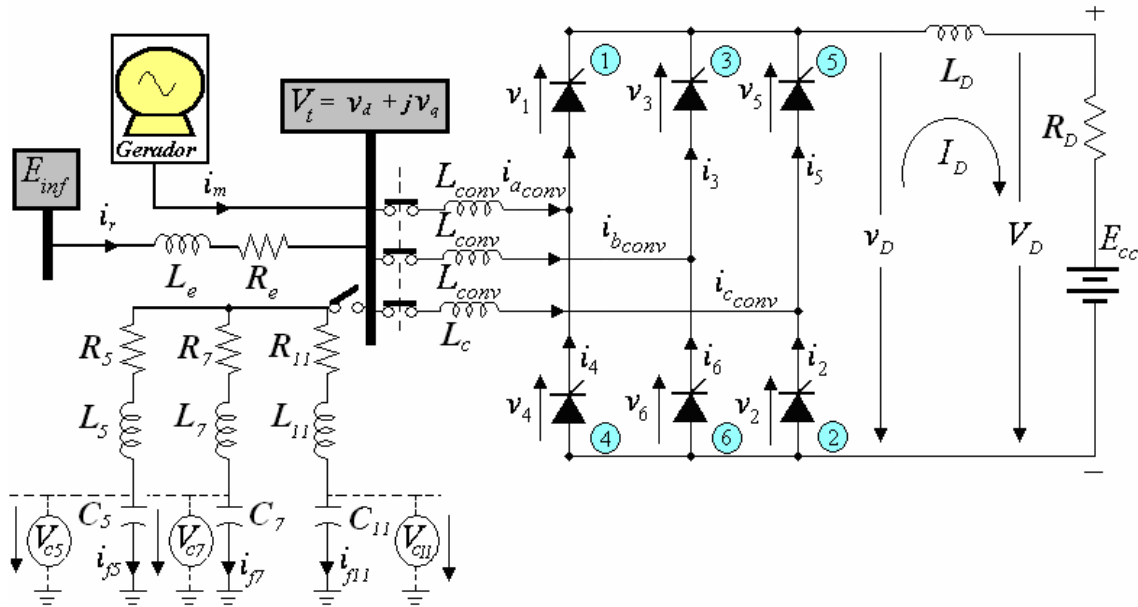 Gerador
E_inf
V_t = v_d + jv_q
i_m
i_r
L_e
R_e
L_conv
i_a_conv
L_conv
i_b_conv
L_conv
i_c_conv
L_c
R_5
R_7
R_11
L_5
L_7
L_11
C_5
C_7
C_11
V_c5
V_c7
V_c11
i_f5
i_f7
i_f11
1
3
5
v_1
v_3
v_5
i_3
i_5
i_4
i_6
i_2
v_4
v_6
v_2
4
6
2
L_D
+
R_D
I_D
v_D
V_D
E_cc
−